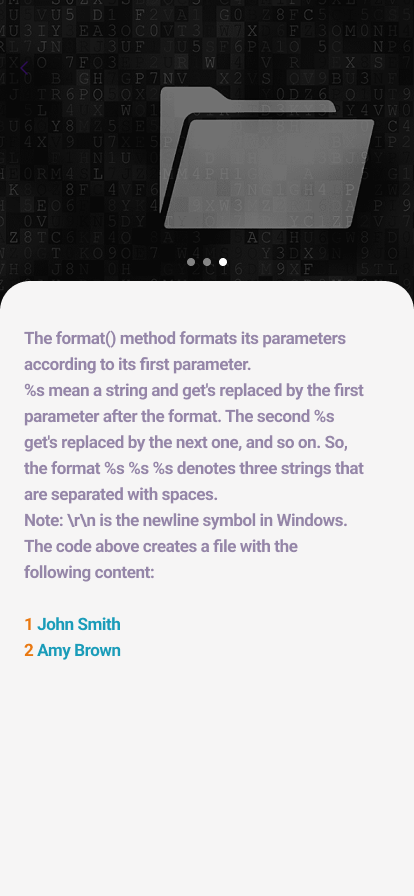 The format() method formats its parameters
according to its first parameter.
%s mean a string and get's replaced by the first
parameter after the format. The second %s
get's replaced by the next one, and so on. So,
the format %s %s %s denotes three strings that
are separated with spaces.
Note: \r\n is the newline symbol in Windows.
The code above creates a file with the
following content:
1 John Smith
2 Amy Brown